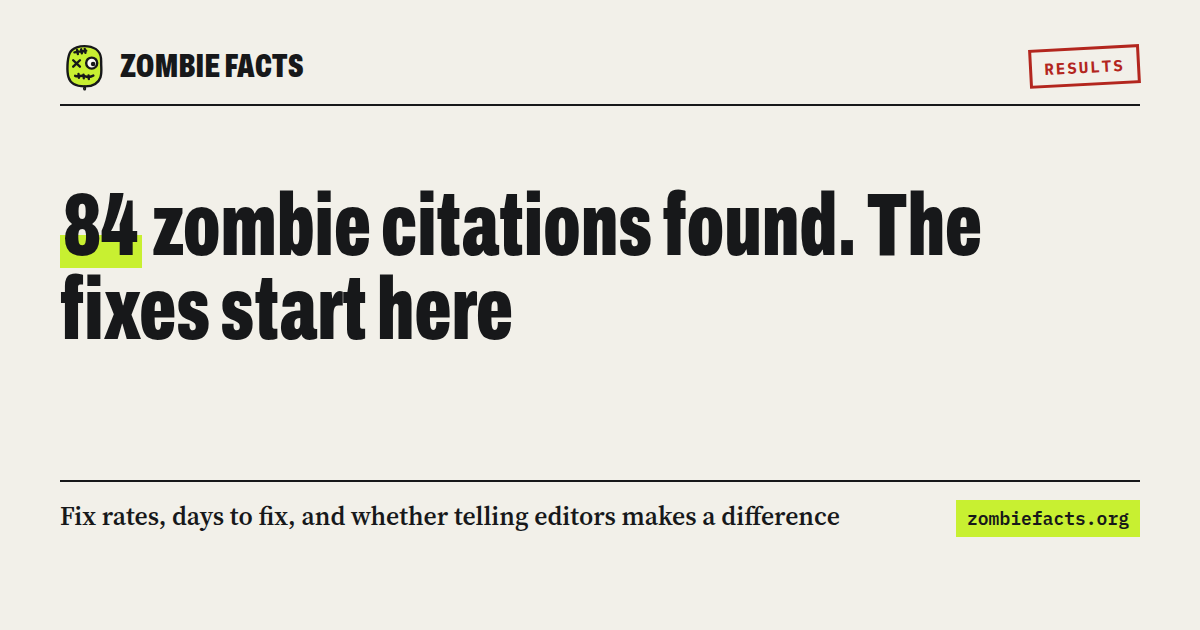 ZOMBIE FACTS
RESULTS
84 zombie citations found. The
fixes start here
Fix rates, days to fix, and whether telling editors makes a difference
zombiefacts.org